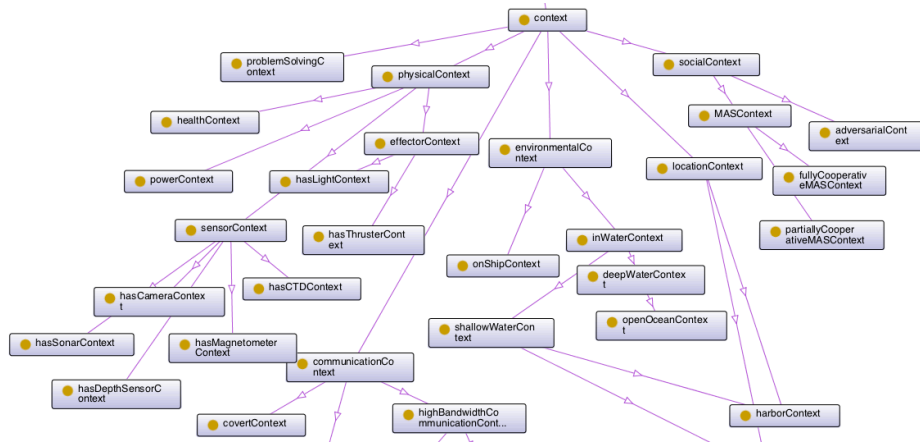 context
problemSolvingC
ontext
physicalContext
socialContext
healthContext
MASContext
adversarialCont
ext
effectorContext
environmentalCo
ntext
locationContext
powerContext
hasLightContext
fullyCooperativ
eMASContext
sensorContext
hasThrusterCont
ext
inWaterContext
partiallyCooper
ativeMASContext
onShipContext
deepWaterContex
t
hasCameraContex
t
hasCTDContext
openOceanContex
t
hasSonarContext
hasMagnetometer
Context
shallowWaterCon
text
communicationCo
ntext
hasDepthSensorC
ontext
covertContext
highBandwidthCo
mmunicationCont...
harborContext